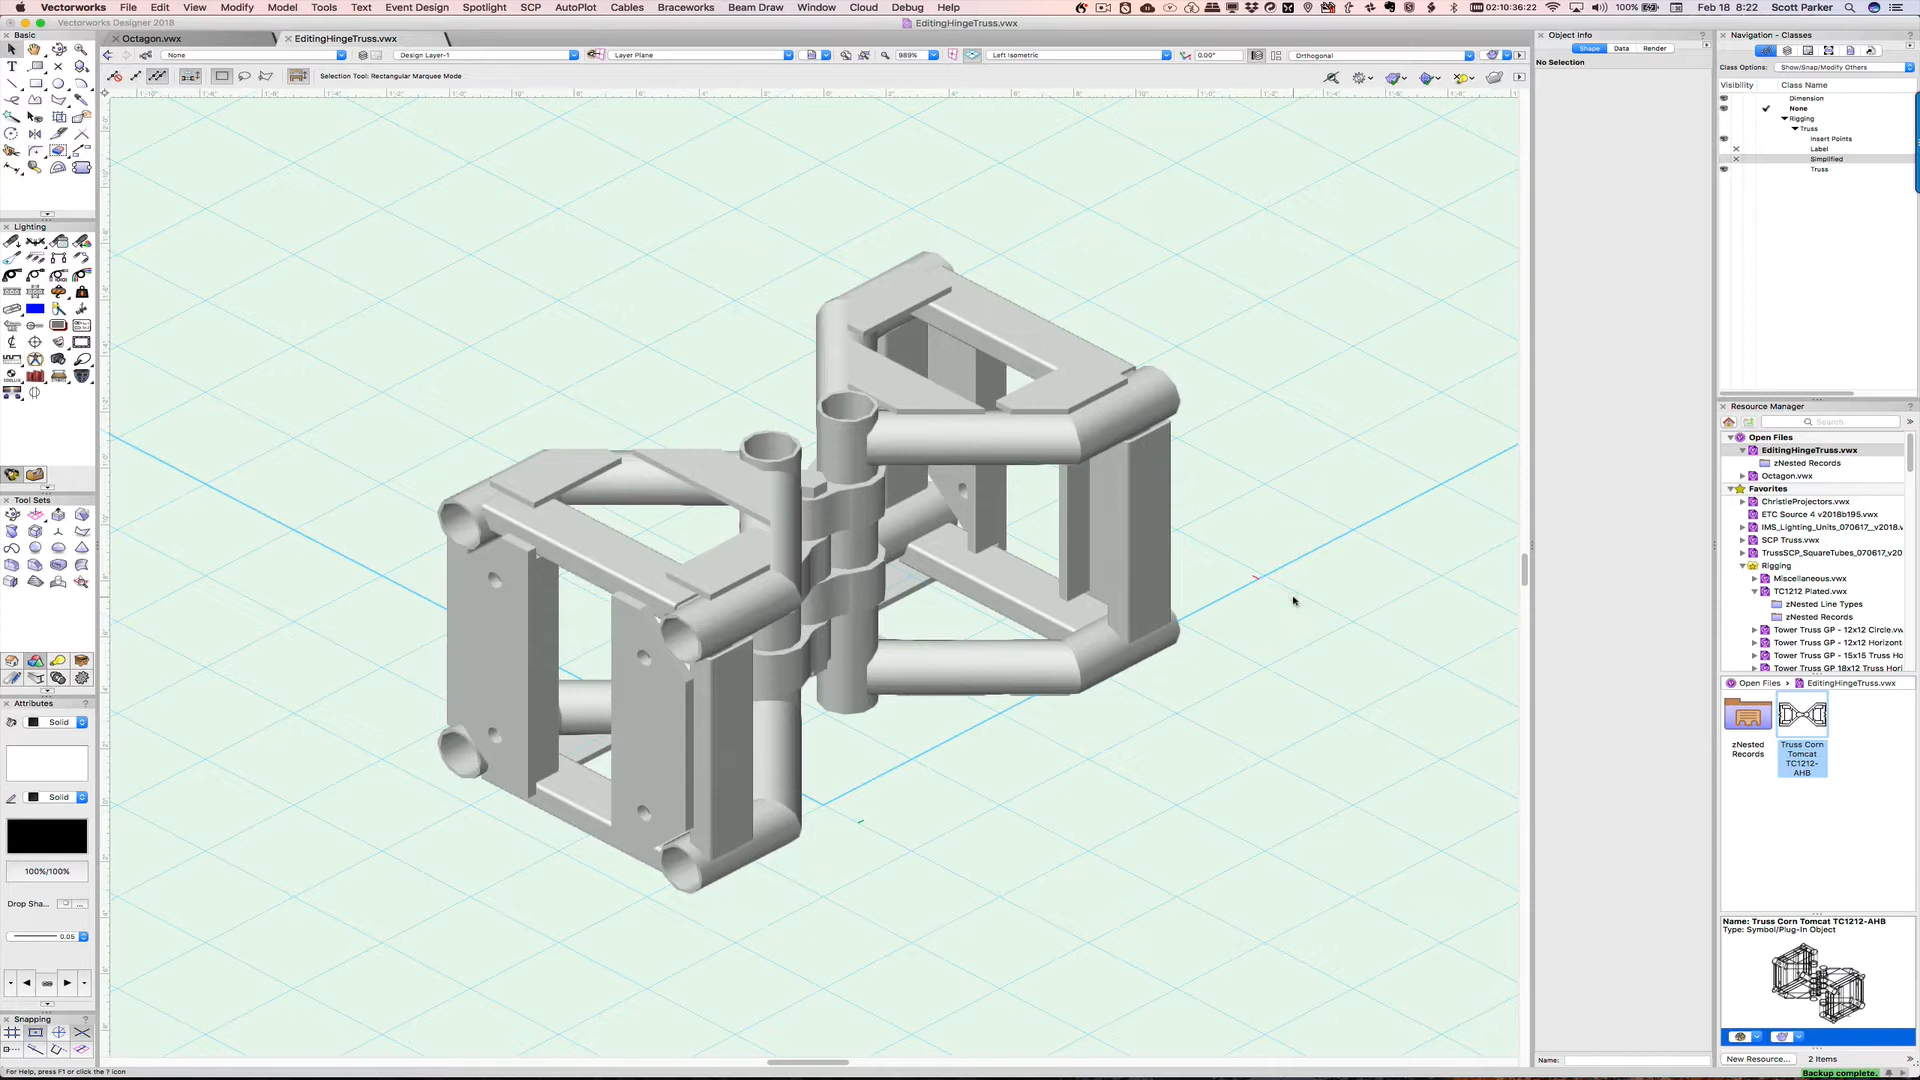 Vectorworks File Edit View Modify Model Tools Text Event Design Spotlight SCP AutoPlot Cables Braceworks Beam Draw Window Cloud Debug Help
02:10:36:22 100% Feb 18 8:22 Scott Parker
Vectorworks Designer 2018
EditingHingeTruss.vwx
Basic
Octagon.vwx
EditingHingeTruss.vwx
None
Design Layer-1
Layer Plane
989%
Left Isometric
0.00°
Orthogonal
Selection Tool: Rectangular Marquee Mode
Lighting
Tool Sets
Attributes
Solid
Solid
100%/100%
Drop Sha...
0.05
Snapping
For Help, press F1 or click the ? icon
Object Info
Shape Data Render
No Selection
Name:
Navigation - Classes
Class Options: Show/Snap/Modify Others
Visibility Class Name
Dimension
None
Rigging
Truss
Insert Points
Label
Simplified
Truss
Resource Manager
Search
Open Files
EditingHingeTruss.vwx
zNested Records
Octagon.vwx
Favorites
ChristieProjectors.vwx
ETC Source 4 v2018b195.vwx
IMS_Lighting_Units_070617_v2018.v
SCP Truss.vwx
TrussSCP_SquareTubes_070617_v20
Rigging
Miscellaneous.vwx
TC1212 Plated.vwx
zNested Line Types
zNested Records
Tower Truss GP - 12x12 Circle.vw
Tower Truss GP - 12x12 Horizont
Tower Truss GP - 15x15 Truss Ho
Tower Truss GP 18x12 Truss Hori
Open Files › EditingHingeTruss.vwx
zNested Records
Truss Corn Tomcat TC1212-AHB
Name: Truss Corn Tomcat TC1212-AHB
Type: Symbol/Plug-In Object
New Resource... 2 Items
Backup complete.